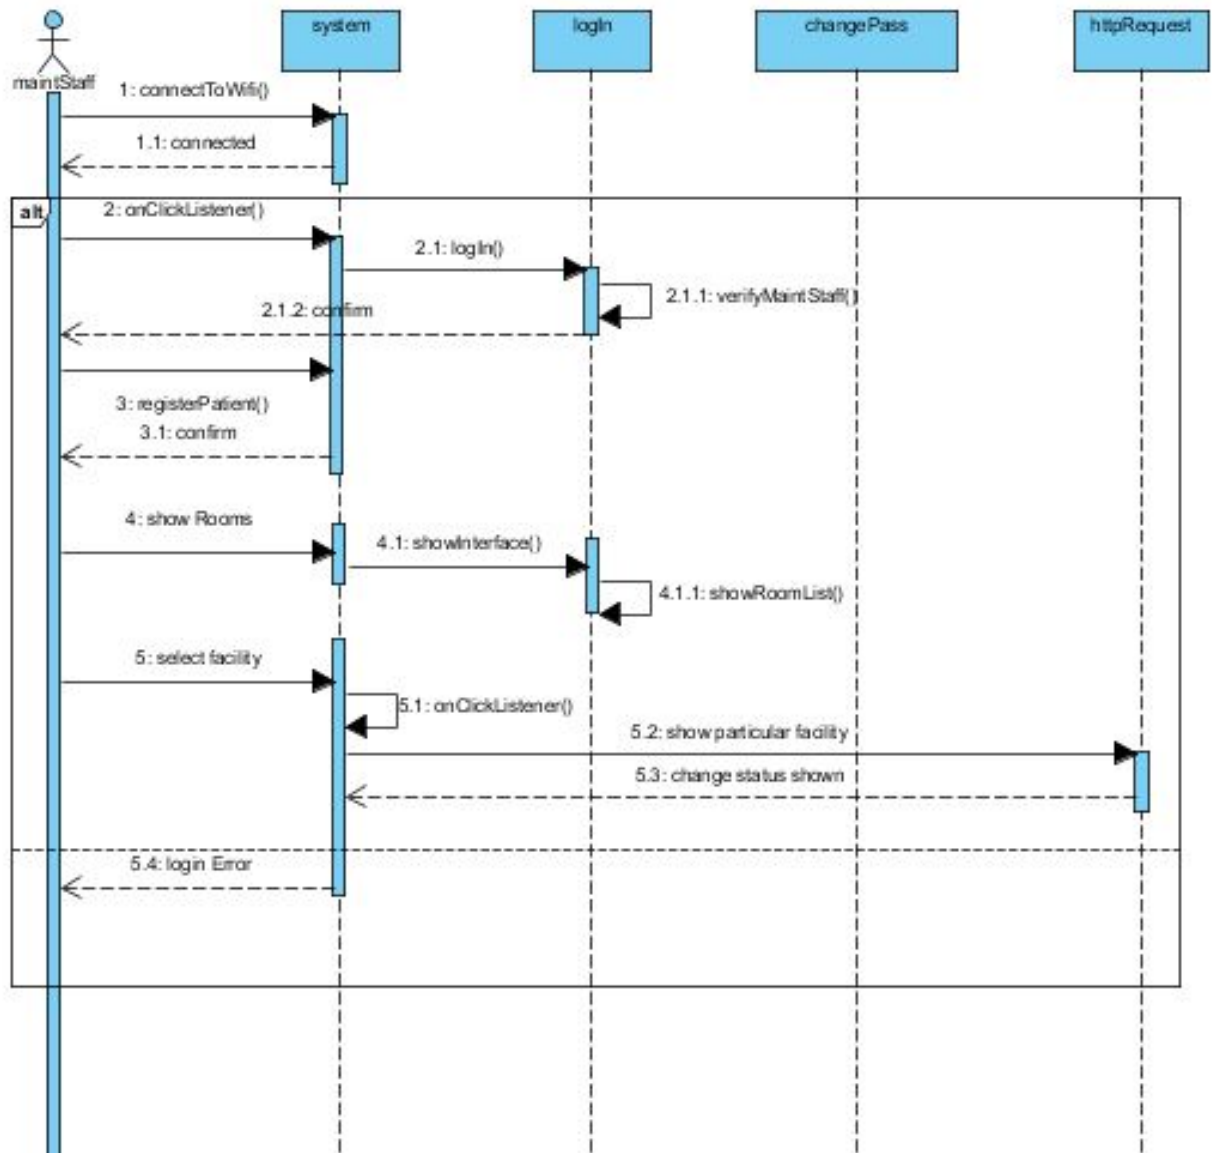 system
logIn
changePass
httpRequest
maintStaff
1: connectToWifi()
1.1: connected
alt
2: onClickListener()
2.1: logIn()
2.1.1: verifyMaintStaff()
2.1.2: confirm
3: registerPatient()
3.1: confirm
4: show Rooms
4.1: showInterface()
4.1.1: showRoomList()
5: select facility
5.1: onClickListener()
5.2: show particular facility
5.3: change status shown
5.4: login Error